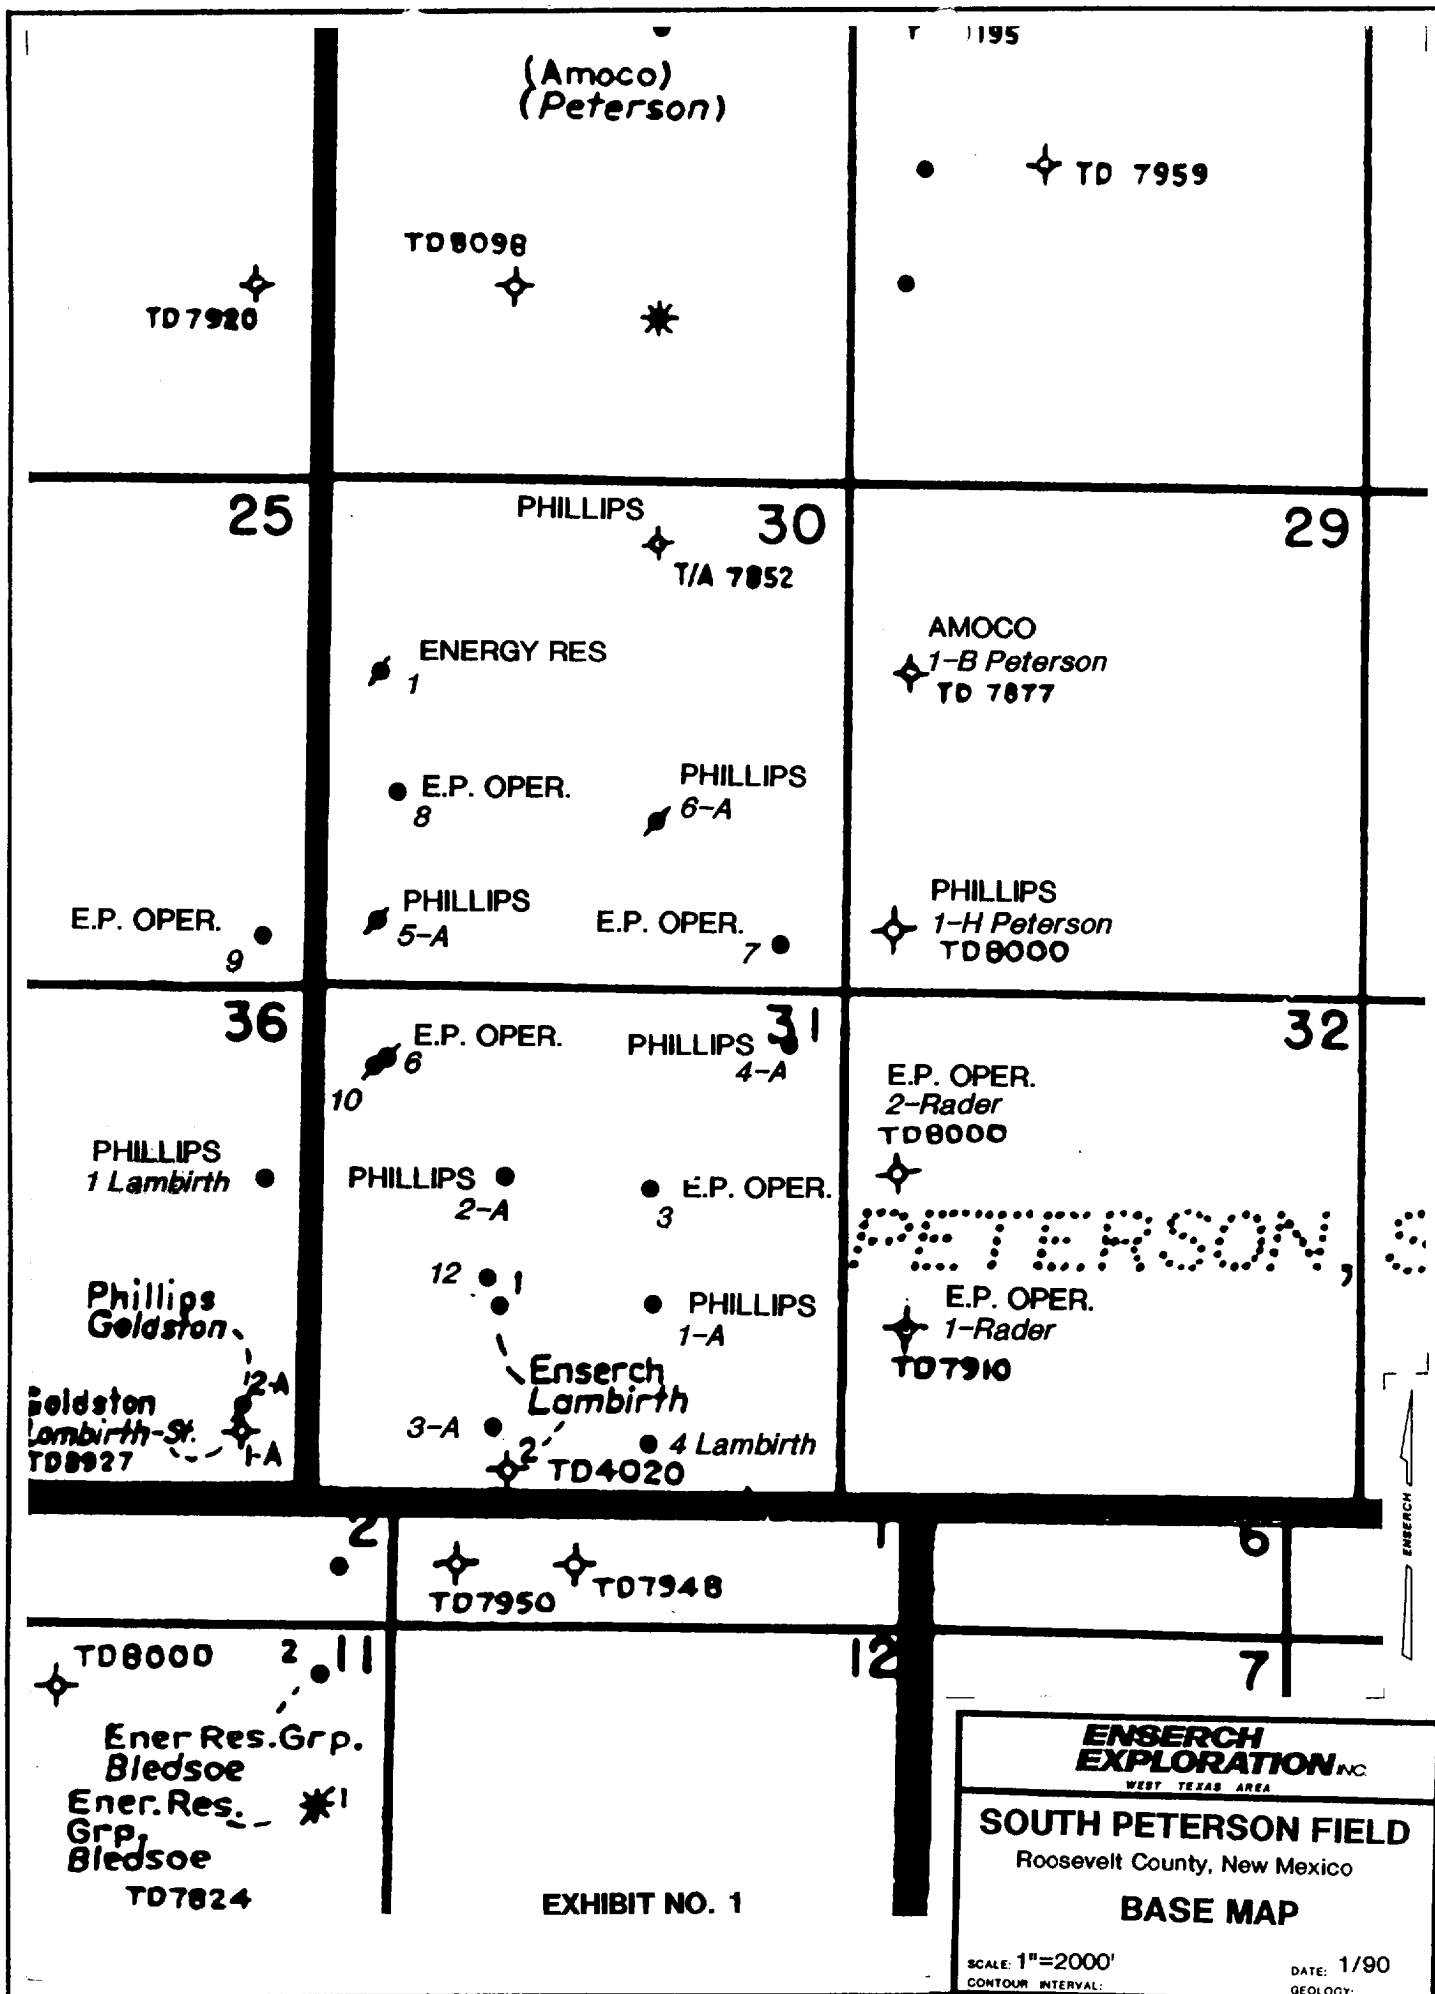 1195
(Amoco)
(Peterson)
TD 7959
TD8098
TD7920
25
PHILLIPS
30
29
T/A 7852
ENERGY RES
1
AMOCO
1-B Peterson
TD 7877
E.P. OPER.
8
PHILLIPS
6-A
PHILLIPS
5-A
E.P. OPER.
9
E.P. OPER.
7
PHILLIPS
1-H Peterson
TD8000
36
31
32
E.P. OPER.
6
10
PHILLIPS
4-A
E.P. OPER.
2-Rader
TD8000
PHILLIPS
1 Lambirth
PHILLIPS
2-A
E.P. OPER.
3
PETERSON, S
12
1
PHILLIPS
1-A
E.P. OPER.
1-Rader
TD7910
Phillips
Goldston
2-A
Goldston
Lambirth-St.
TD8927
1-A
Enserch
Lambirth
3-A
2
TD4020
4 Lambirth
ENSERCH
2
1
6
TD7950
TD7948
TD8000
2
11
12
7
Ener Res.Grp.
Bledsoe
Ener.Res.
Grp.
Bledsoe
1
TD7824
EXHIBIT NO. 1
ENSERCH
EXPLORATION INC
WEST TEXAS AREA
SOUTH PETERSON FIELD
Roosevelt County, New Mexico
BASE MAP
SCALE: 1"=2000'
DATE: 1/90
CONTOUR INTERVAL:
GEOLOGY: